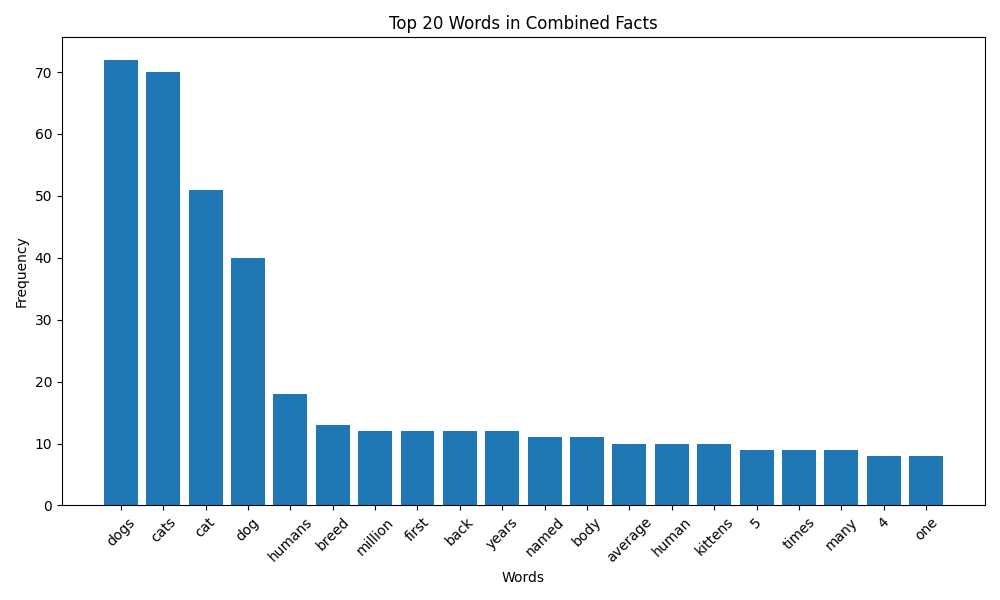 Top 20 Words in Combined Facts
Frequency
70
60
50
40
30
20
10
0
dogs
cats
cat
dog
humans
breed
million
first
back
years
named
body
average
human
kittens
5
times
many
4
one
Words